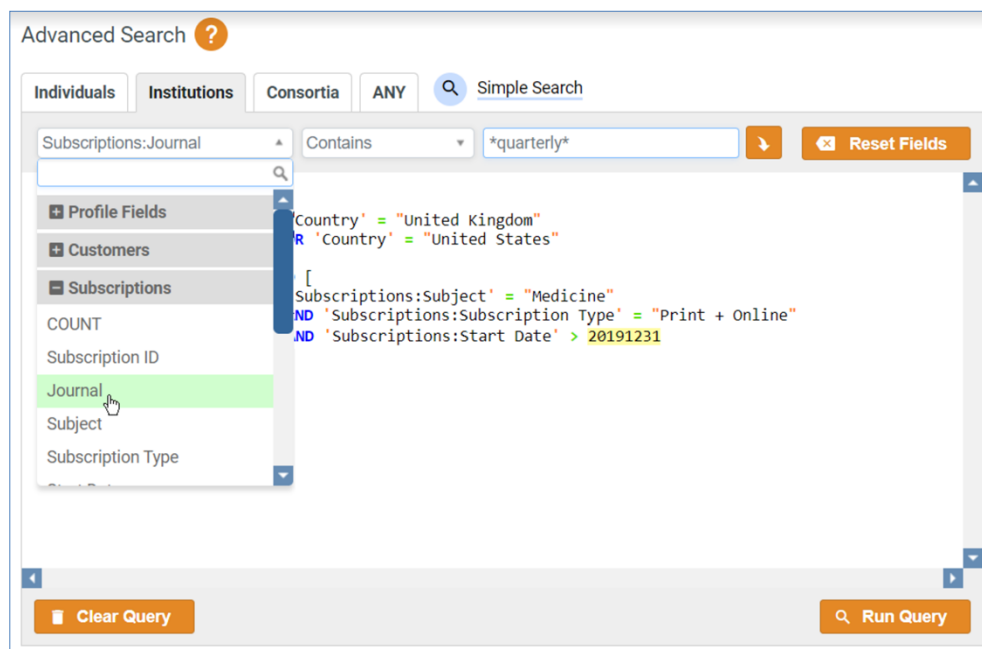 Advanced Search ?
Individuals Institutions Consortia ANY Simple Search
Subscriptions:Journal Contains *quarterly* Reset Fields
Profile Fields
Customers
Subscriptions
COUNT
Subscription ID
Journal
Subject
Subscription Type
Country' = "United Kingdom"
R 'Country' = "United States"
[
Subscriptions:Subject' = "Medicine"
ND 'Subscriptions:Subscription Type' = "Print + Online"
ND 'Subscriptions:Start Date' > 20191231
Clear Query Run Query